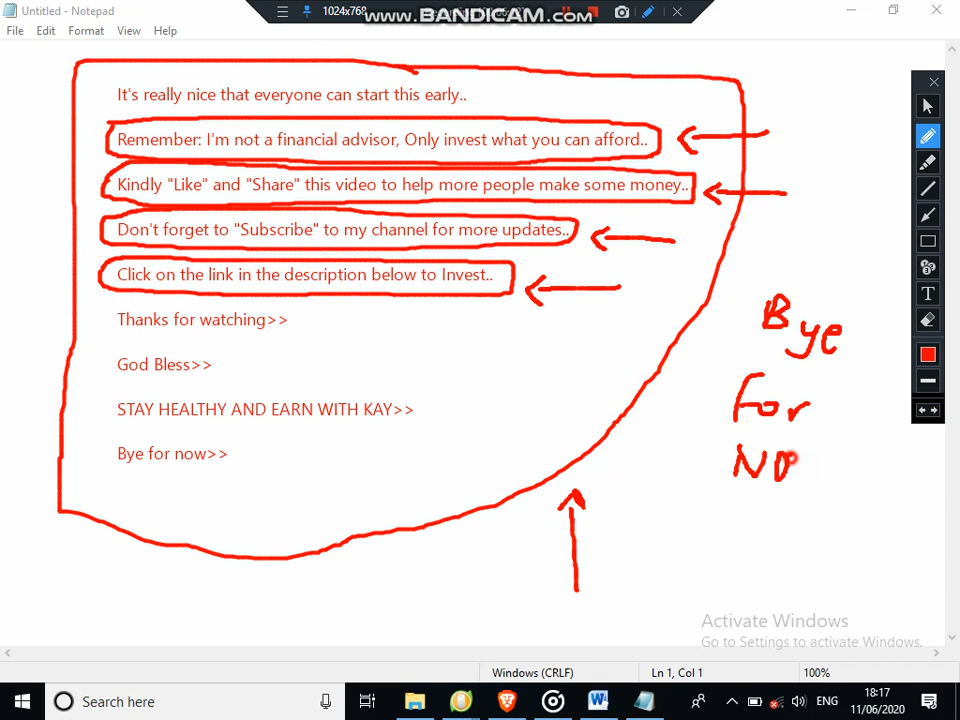 Untitled - Notepad
1024x768
www.BANDICAM.com
File Edit Format View Help
It's really nice that everyone can start this early..
Remember: I'm not a financial advisor, Only invest what you can afford..
Kindly "Like" and "Share" this video to help more people make some money..
Don't forget to "Subscribe" to my channel for more updates..
Click on the link in the description below to Invest..
Thanks for watching>>
God Bless>>
STAY HEALTHY AND EARN WITH KAY>>
Bye for now>>
Bye
For
NO
Activate Windows
Go to Settings to activate Windows.
Windows (CRLF) Ln 1, Col 1 100%
Search here
ENG
18:17
11/06/2020